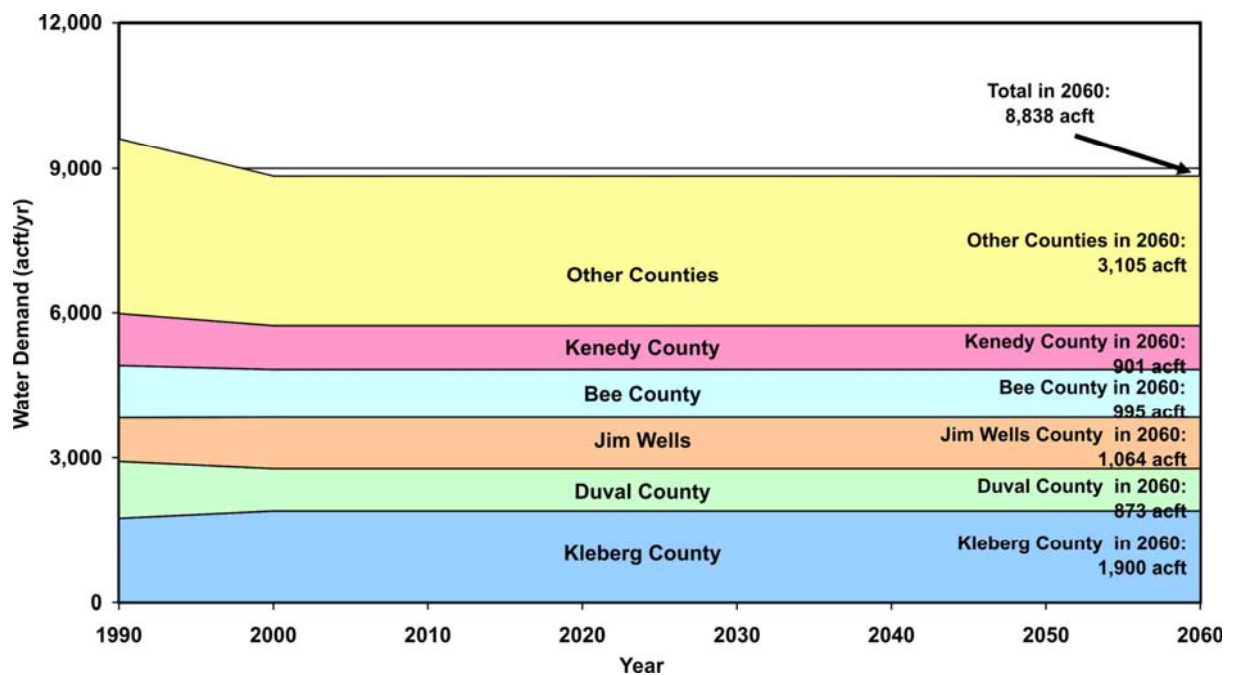 12,000
Total in 2060:
8,838 acft
9,000
Other Counties in 2060:
3,105 acft
Other Counties
6,000
Kenedy County
Kenedy County in 2060:
901 acft
Bee County
Bee County in 2060:
995 acft
Jim Wells
Jim Wells County in 2060:
1,064 acft
3,000
Duval County
Duval County in 2060:
873 acft
Kleberg County
Kleberg County in 2060:
1,900 acft
0
Water Demand (acft/yr)
1990 2000 2010 2020 2030 2040 2050 2060
Year